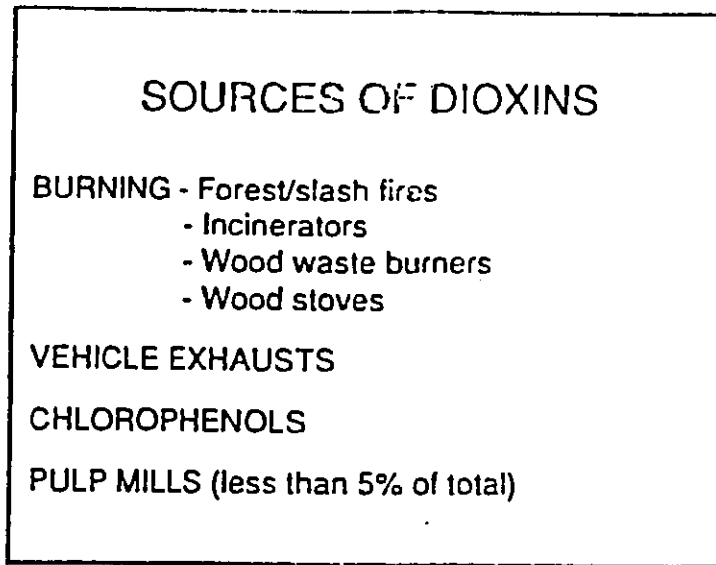 SOURCES OF DIOXINS
BURNING - Forest/slash fires
- Incinerators
- Wood waste burners
- Wood stoves
VEHICLE EXHAUSTS
CHLOROPHENOLS
PULP MILLS (less than 5% of total)